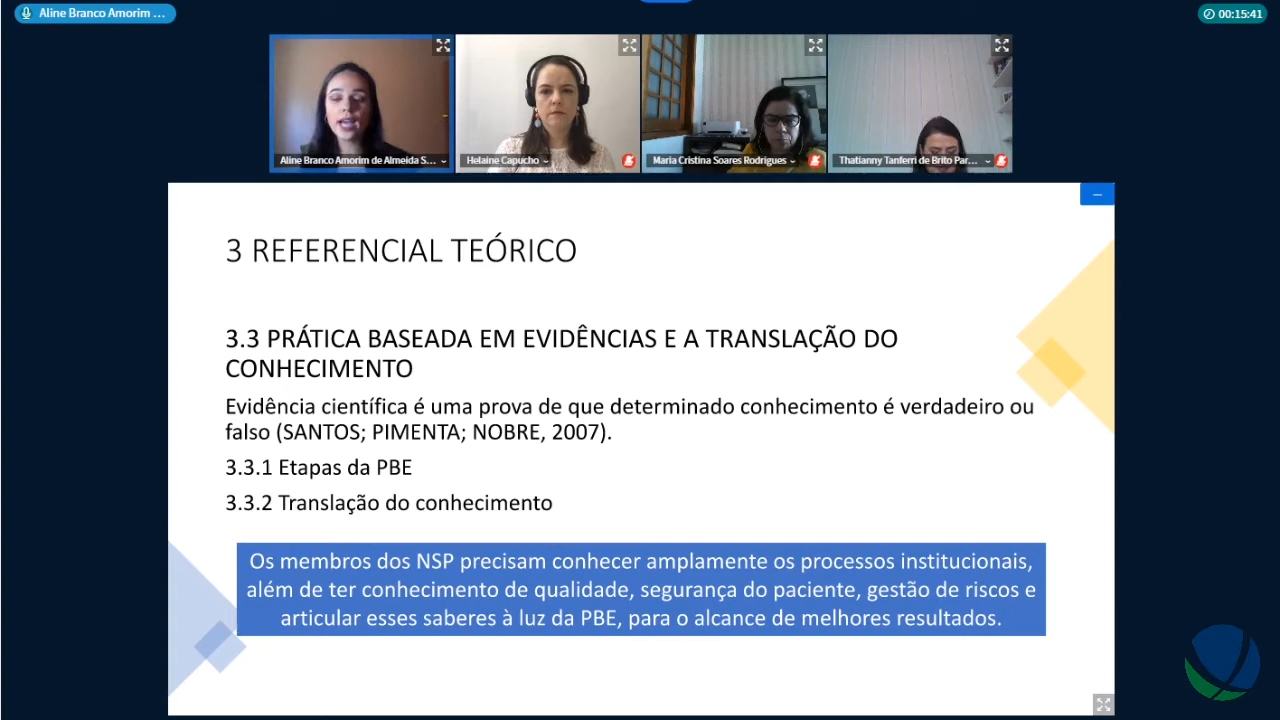 Aline Branco Amorim ...
00:15:41
Aline Branco Amorim de Almeida S...
Helaine Capucho
Maria Cristina Soares Rodrigues
Thatianny Tanferri de Brito Par...
3 REFERENCIAL TEÓRICO
3.3 PRÁTICA BASEADA EM EVIDÊNCIAS E A TRANSLAÇÃO DO
CONHECIMENTO
Evidência científica é uma prova de que determinado conhecimento é verdadeiro ou
falso (SANTOS; PIMENTA; NOBRE, 2007).
3.3.1 Etapas da PBE
3.3.2 Translação do conhecimento
Os membros dos NSP precisam conhecer amplamente os processos institucionais,
além de ter conhecimento de qualidade, segurança do paciente, gestão de riscos e
articular esses saberes à luz da PBE, para o alcance de melhores resultados.